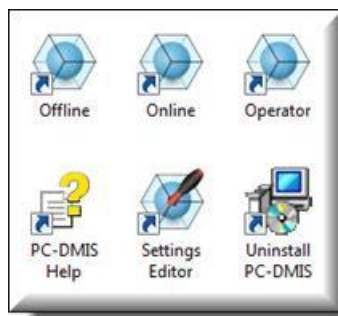 Offline Online Operator
PC-DMIS Settings Uninstall
Help Editor PC-DMIS